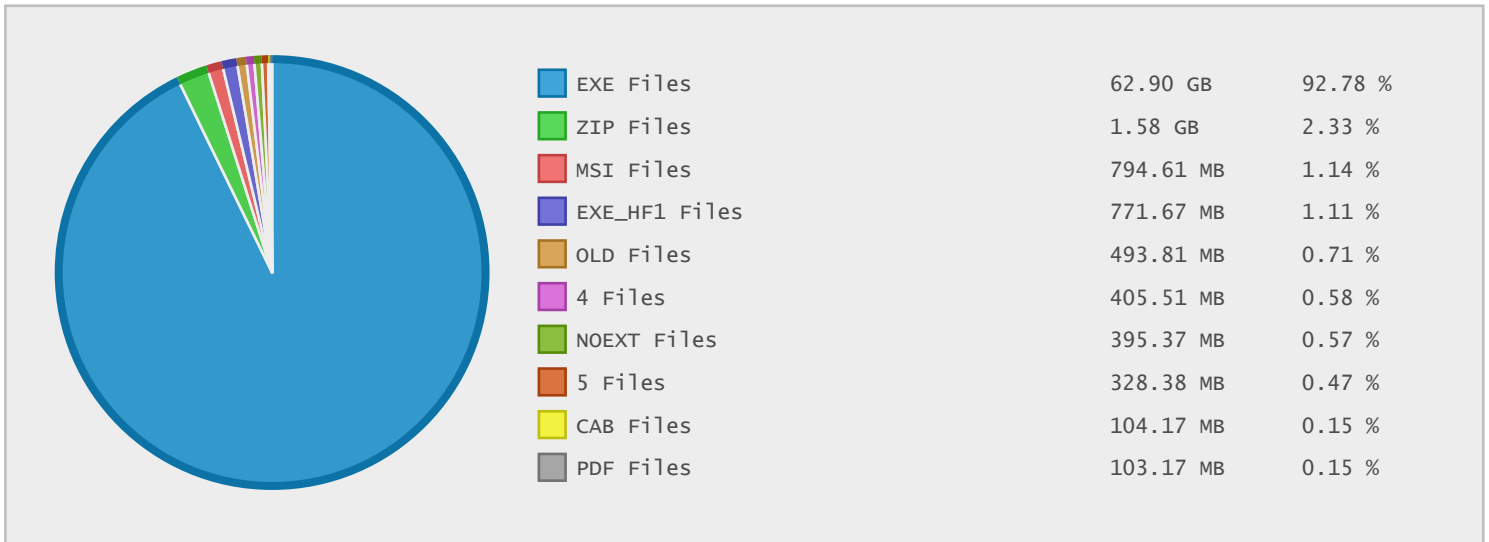 EXE Files 62.90 GB 92.78 %
ZIP Files 1.58 GB 2.33 %
MSI Files 794.61 MB 1.14 %
EXE_HF1 Files 771.67 MB 1.11 %
OLD Files 493.81 MB 0.71 %
4 Files 405.51 MB 0.58 %
NOEXT Files 395.37 MB 0.57 %
5 Files 328.38 MB 0.47 %
CAB Files 104.17 MB 0.15 %
PDF Files 103.17 MB 0.15 %